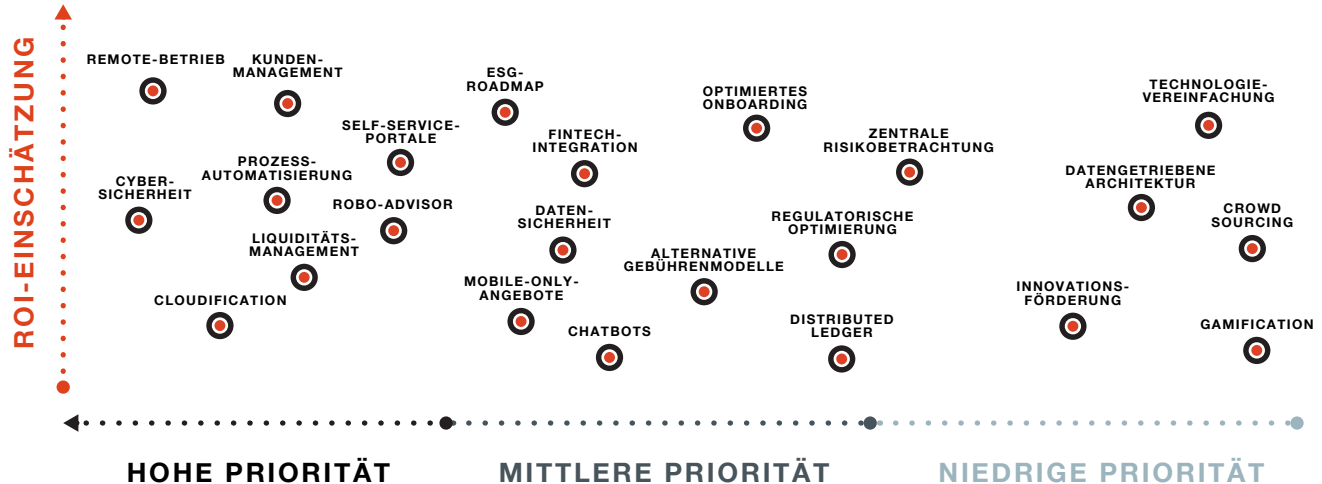 ROI-EINSCHÄTZUNG
REMOTE-BETRIEB
KUNDEN-
MANAGEMENT
SELF-SERVICE-
PORTALE
PROZESS-
AUTOMATISIERUNG
CYBER-
SICHERHEIT
ROBO-ADVISOR
LIQUIDITÄTS-
MANAGEMENT
CLOUDIFICATION
ESG-
ROADMAP
FINTECH-
INTEGRATION
DATEN-
SICHERHEIT
MOBILE-ONLY-
ANGEBOTE
CHATBOTS
OPTIMIERTES
ONBOARDING
ALTERNATIVE
GEBÜHRENMODELLE
REGULATORISCHE
OPTIMIERUNG
DISTRIBUTED
LEDGER
ZENTRALE
RISIKOBETRACHTUNG
TECHNOLOGIE-
VEREINFACHUNG
DATENGETRIEBENE
ARCHITEKTUR
CROWD
SOURCING
INNOVATIONS-
FÖRDERUNG
GAMIFICATION
HOHE PRIORITÄT
MITTLERE PRIORITÄT
NIEDRIGE PRIORITÄT